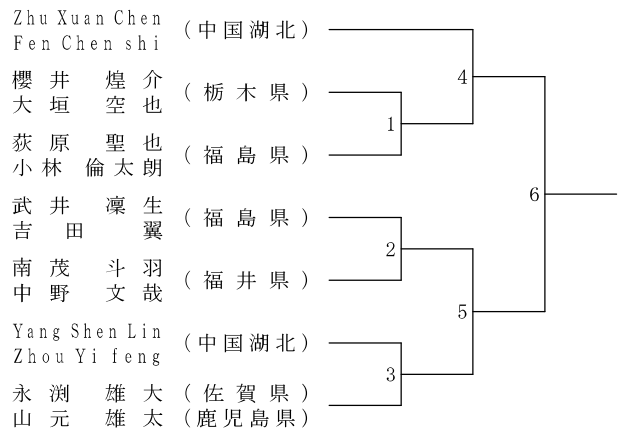 Zhu Xuan Chen
Fen Chen shi
(中国湖北)
櫻井 煌介
大垣 空也
(栃木県)
荻原 聖也
小林 倫太朗
(福島県)
武井 凜生
吉田 翼
(福島県)
南茂 斗羽
中野 文哉
(福井県)
Yang Shen Lin
Zhou Yi feng
(中国湖北)
永渕 雄大 (佐賀県)
山元 雄太 (鹿児島県)
4
1
6
2
5
3